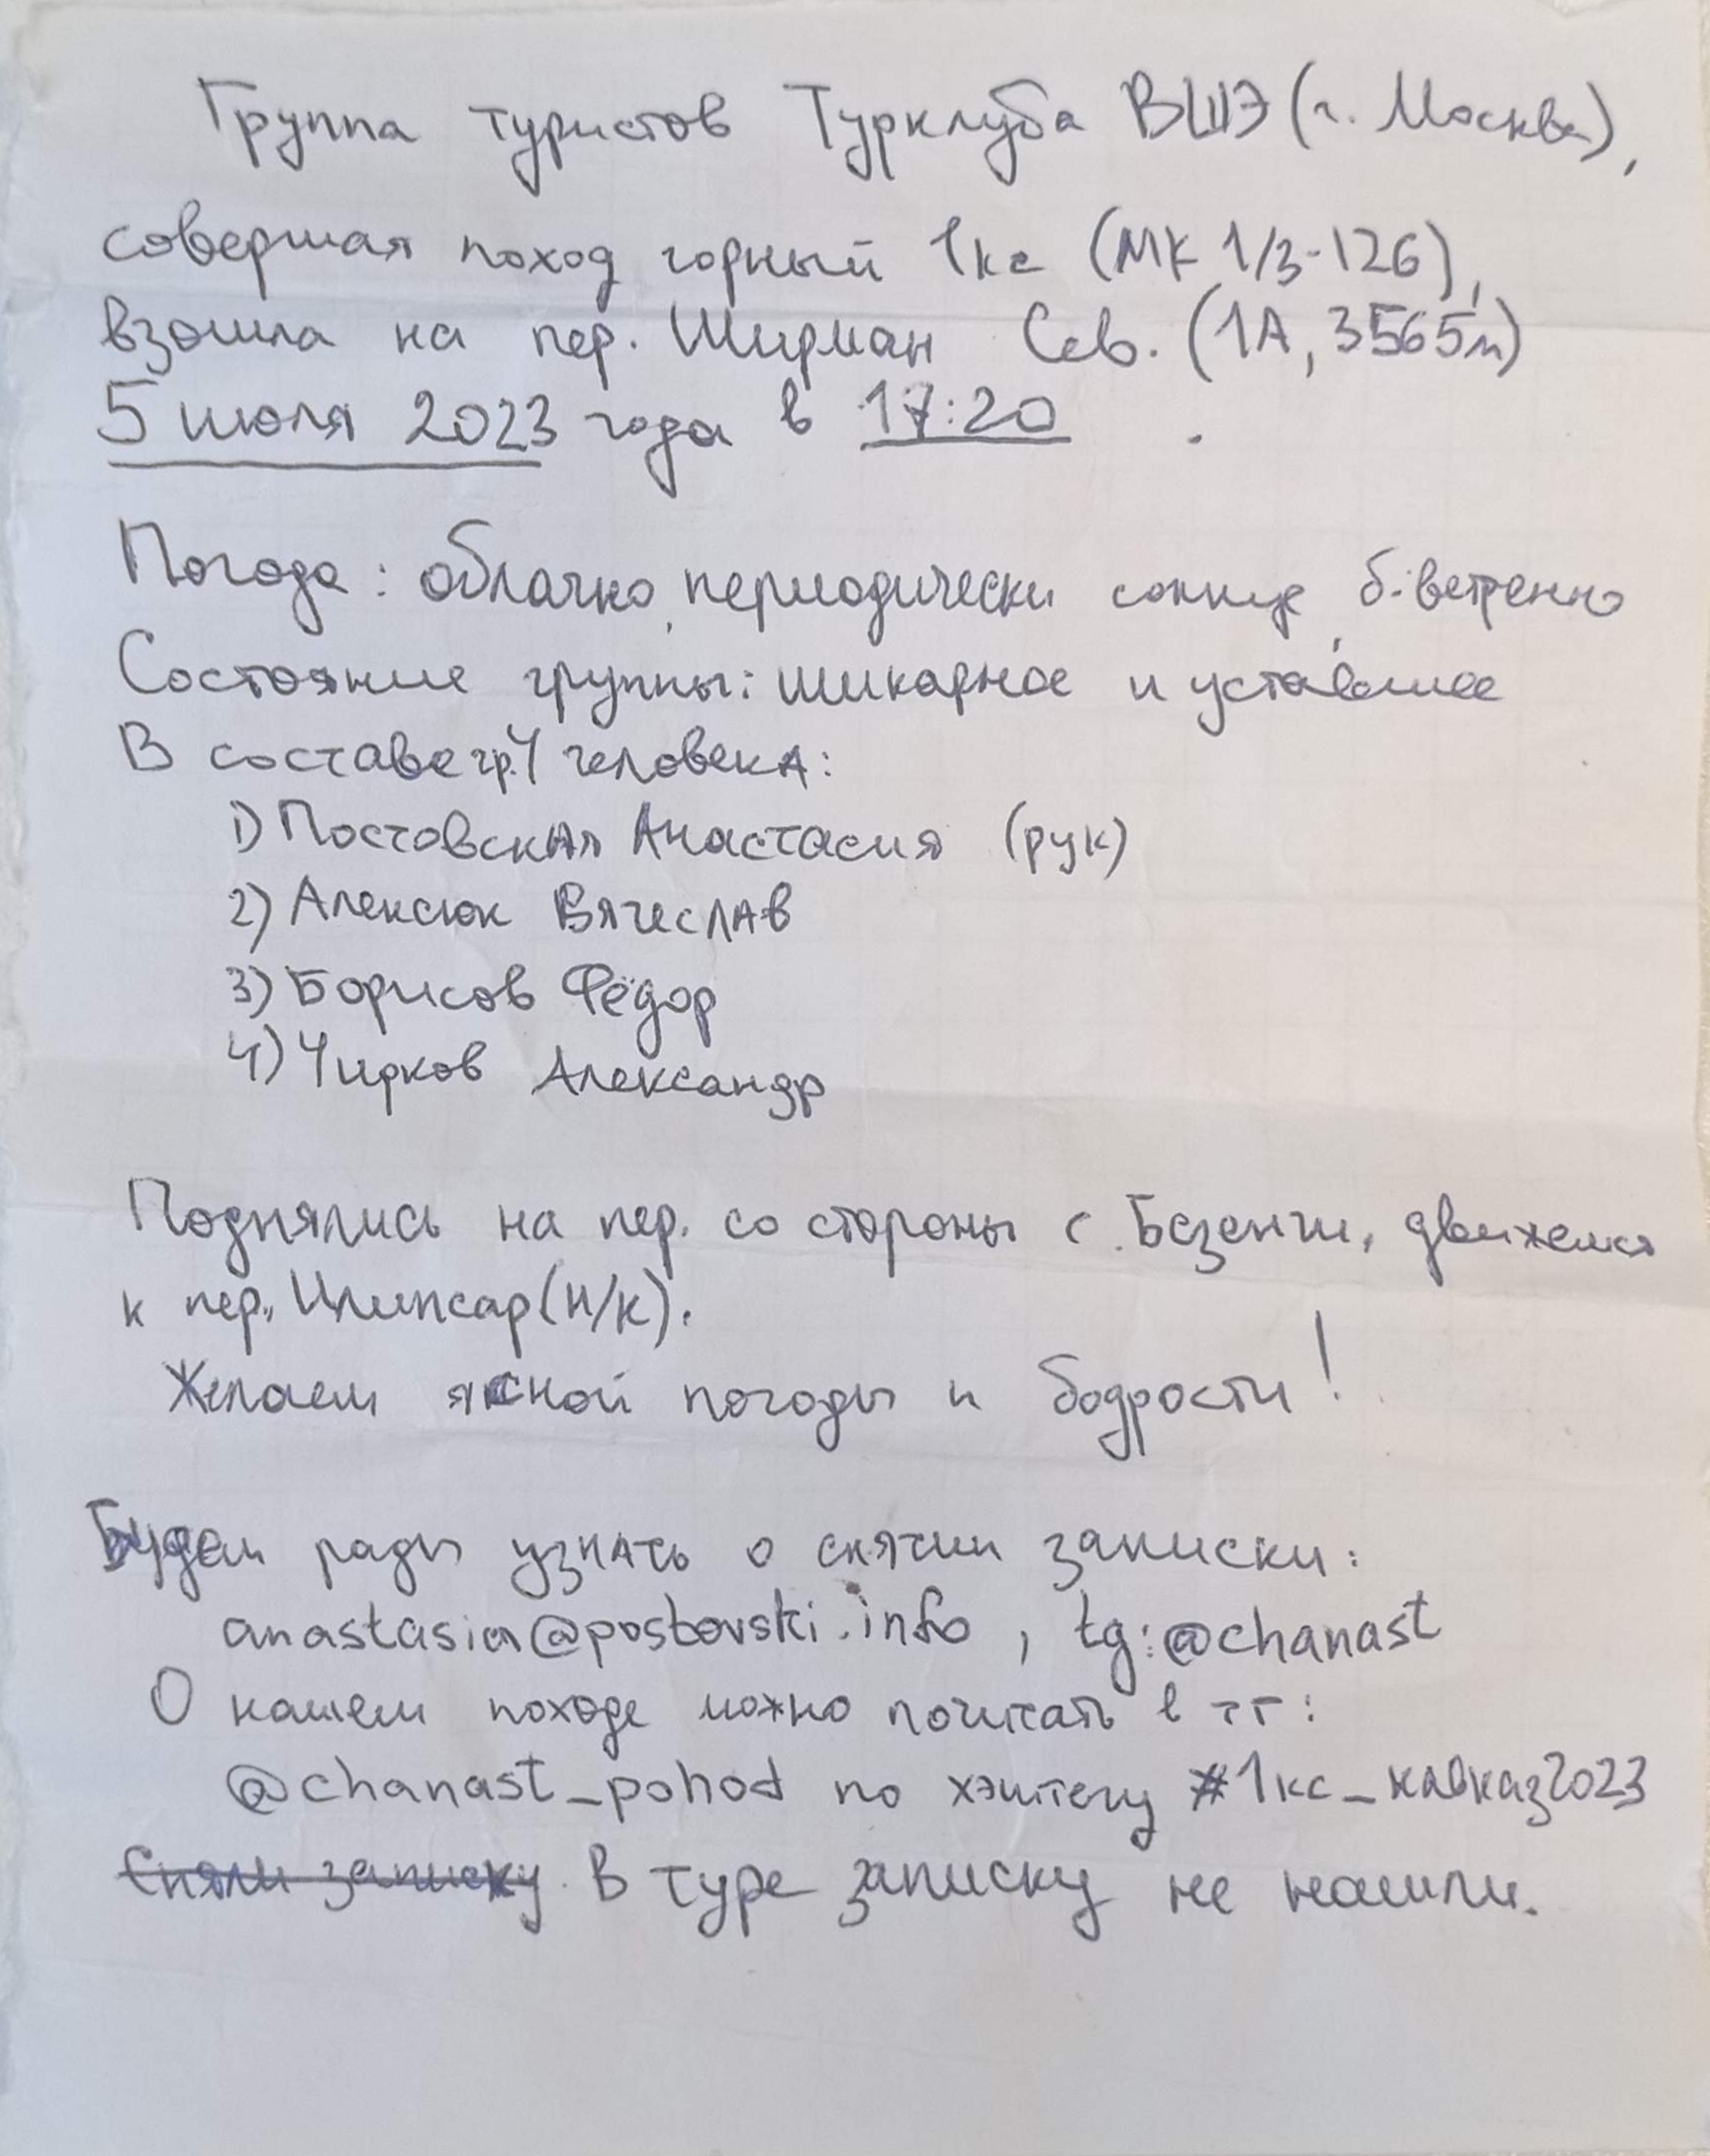 Группа туристов Турклуба ВШЭ (г. Москва),
совершая поход горный 1кс (МК 1/3-126),
взошла на пер. Ширман Сев. (1А, 3565м)
5 июля 2023 года в 17:20 .
Погода: облачно, периодически солнце, б. ветренно
Состояние группы: шикарное и уставшее
В составе гр. 4 человека:
1) Постовская Анастасия (рук)
2) Алексюк Вячеслав
3) Борисов Фёдор
4) Чирков Александр
Поднялись на пер. со стороны с. Безенги, движемся
к пер. (Н/К).
Желаем ясной погоды и бодрости!
Будем рады узнать о снятии записки:
anastasia@postovski.info , tg: @chanast
О нашем походе можно почитать в тг:
@chanast_pohod по хэштегу #1кс_кавказ2023
Сняли записку. В туре записку не нашли.